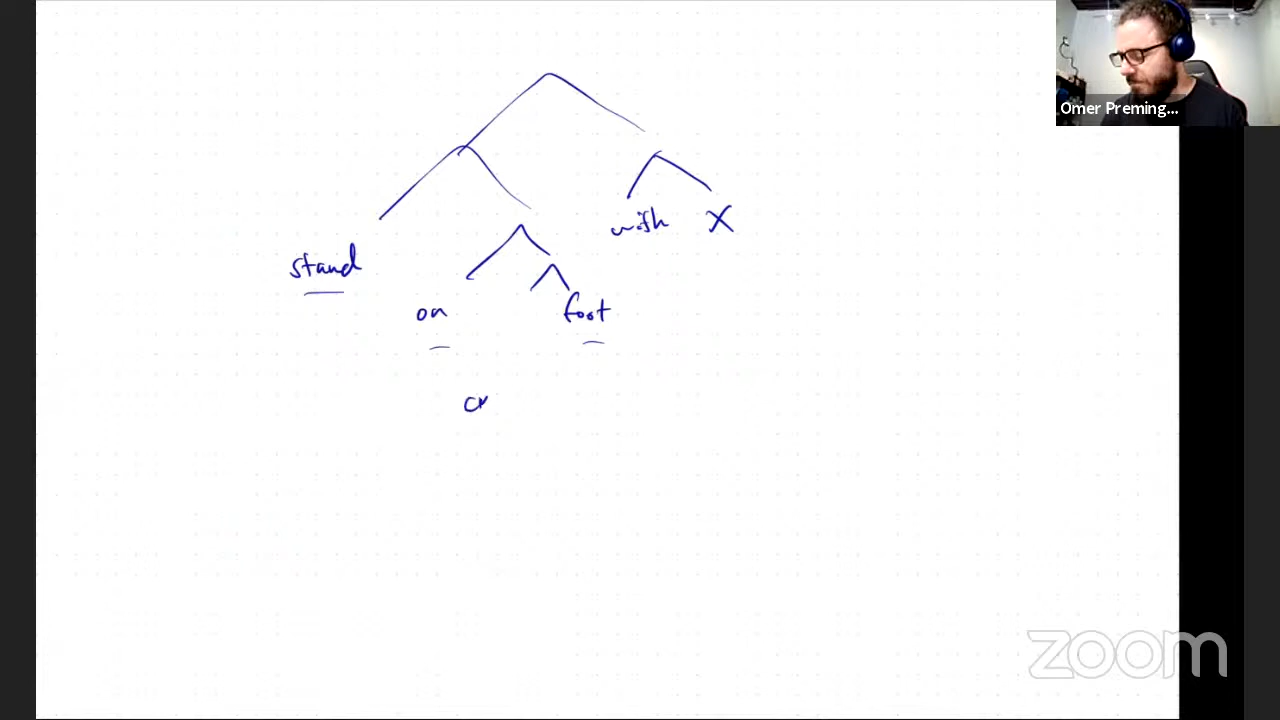 Omer Preming...
with X
stand
on foot
zoom